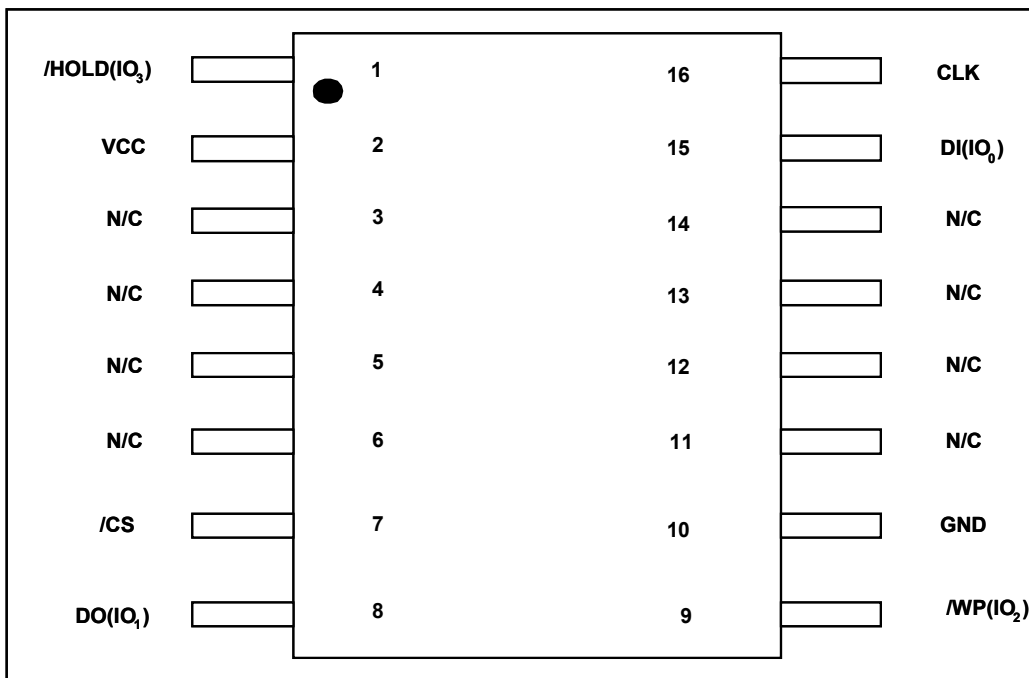 /HOLD(IO3) 1 16 CLK
VCC 2 15 DI(IO0)
N/C 3 14 N/C
N/C 4 13 N/C
N/C 5 12 N/C
N/C 6 11 N/C
/CS 7 10 GND
DO(IO1) 8 9 /WP(IO2)